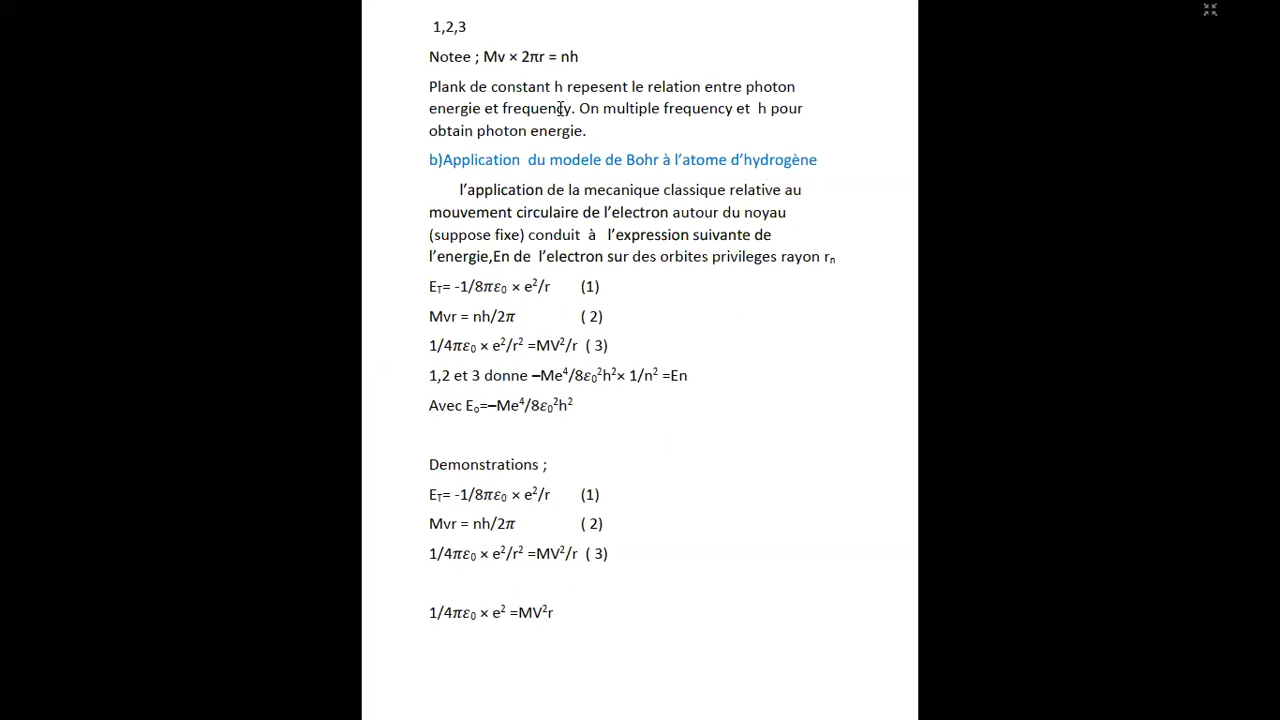 1,2,3
Notee ; Mv × 2πr = nh
Plank de constant h repesent le relation entre photon
energie et frequency. On multiple frequency et h pour
obtain photon energie.
b)Application du modele de Bohr à l’atome d’hydrogène
l’application de la mecanique classique relative au
mouvement circulaire de l’electron autour du noyau
(suppose fixe) conduit à l’expression suivante de
l’energie,En de l’electron sur des orbites privileges rayon rₙ
E_T= -1/8πε₀ × e²/r (1)
Mvr = nh/2π ( 2)
1/4πε₀ × e²/r² =MV²/r ( 3)
1,2 et 3 donne –Me⁴/8ε₀²h²× 1/n² =En
Avec Eₒ=–Me⁴/8ε₀²h²
Demonstrations ;
E_T= -1/8πε₀ × e²/r (1)
Mvr = nh/2π ( 2)
1/4πε₀ × e²/r² =MV²/r ( 3)
1/4πε₀ × e² =MV²r